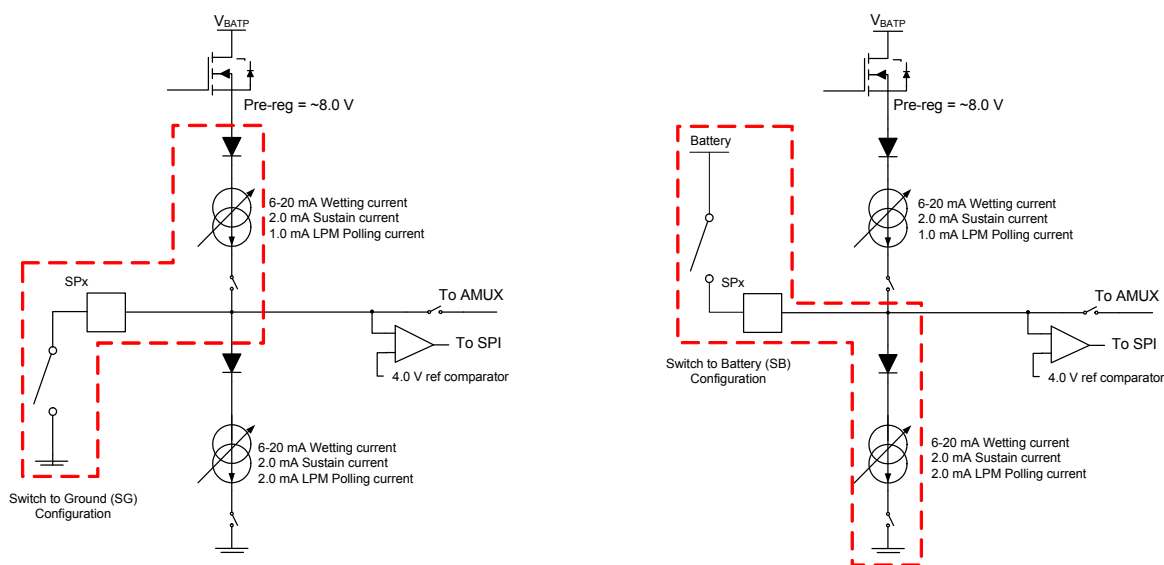 VBATP
Pre-reg = ~8.0 V
6-20 mA Wetting current
2.0 mA Sustain current
1.0 mA LPM Polling current
SPx
To AMUX
To SPI
4.0 V ref comparator
6-20 mA Wetting current
2.0 mA Sustain current
2.0 mA LPM Polling current
Switch to Ground (SG)
Configuration
VBATP
Pre-reg = ~8.0 V
Battery
6-20 mA Wetting current
2.0 mA Sustain current
1.0 mA LPM Polling current
SPx
To AMUX
To SPI
4.0 V ref comparator
Switch to Battery (SB)
Configuration
6-20 mA Wetting current
2.0 mA Sustain current
2.0 mA LPM Polling current